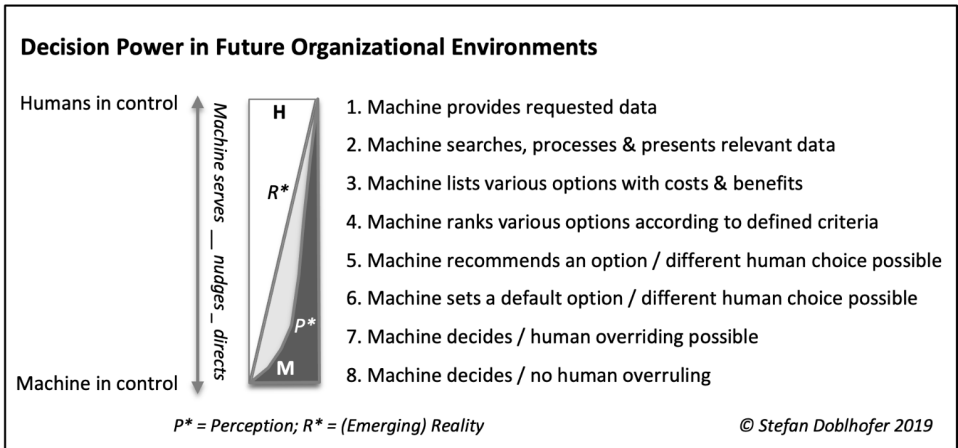 Decision Power in Future Organizational Environments
Humans in control
Machine serves __ nudges _ directs
H
R*
P*
M
1. Machine provides requested data
2. Machine searches, processes & presents relevant data
3. Machine lists various options with costs & benefits
4. Machine ranks various options according to defined criteria
5. Machine recommends an option / different human choice possible
6. Machine sets a default option / different human choice possible
7. Machine decides / human overriding possible
8. Machine decides / no human overruling
Machine in control
P* = Perception; R* = (Emerging) Reality
© Stefan Doblhofer 2019